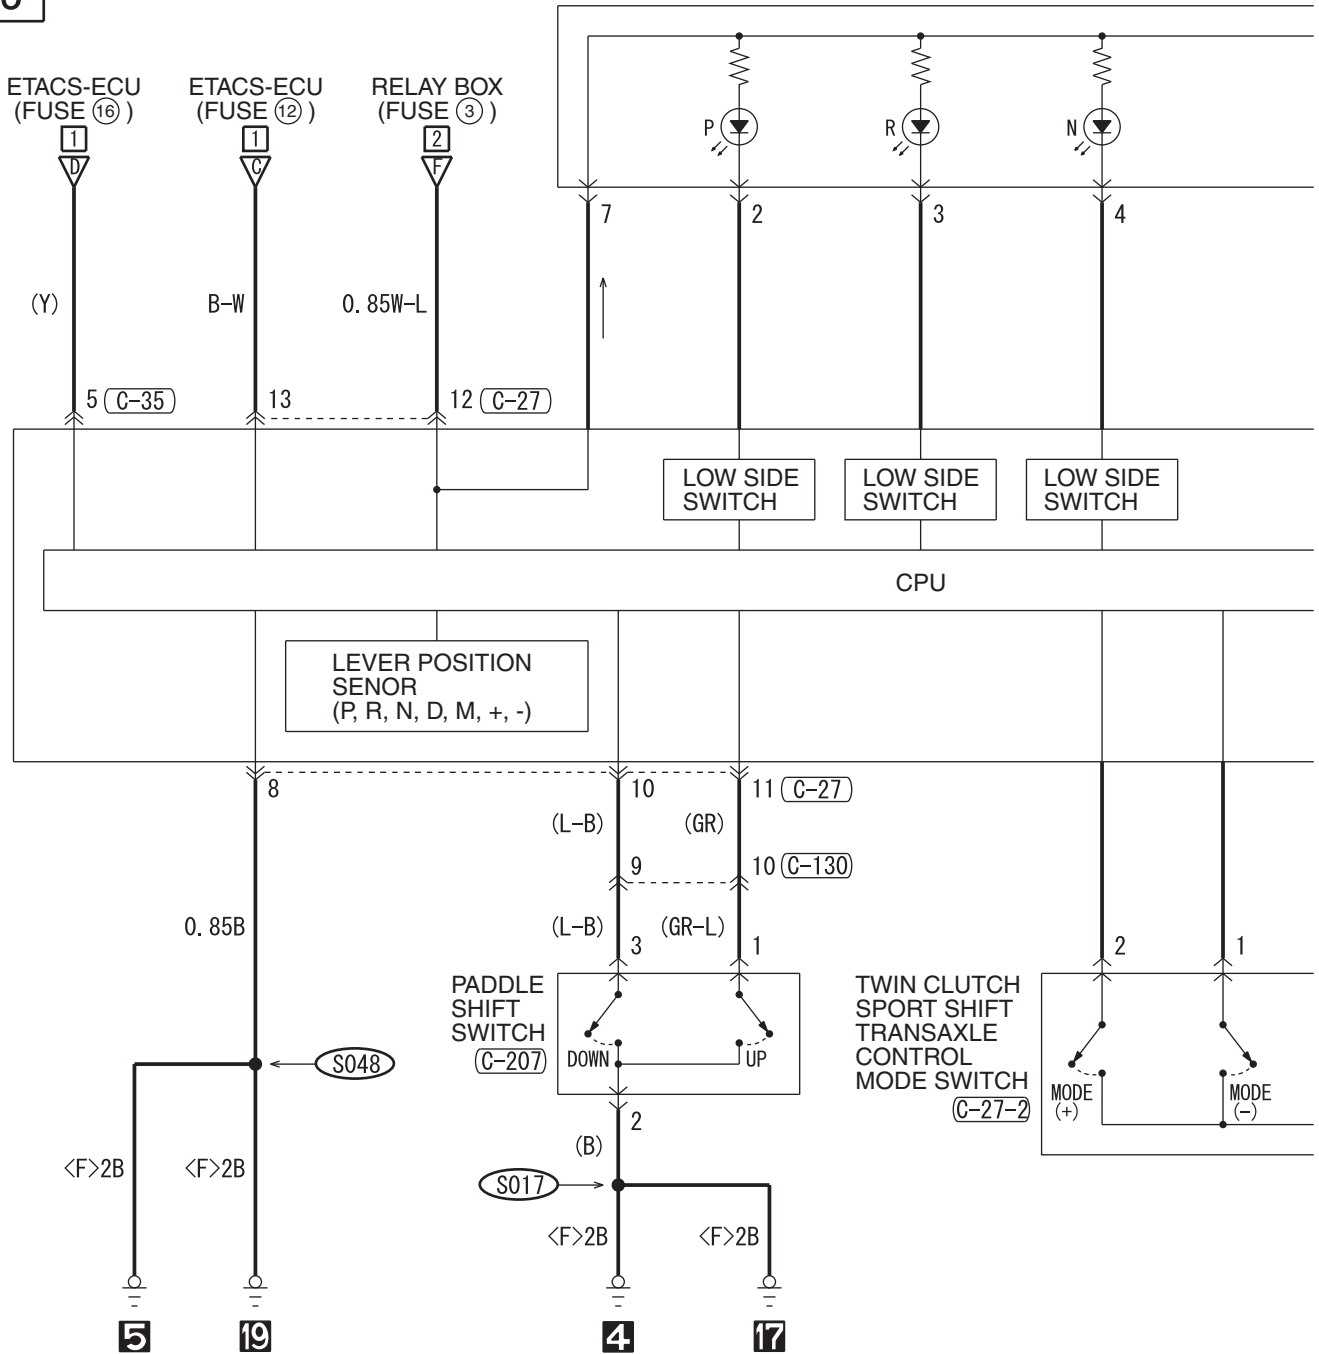 ETACS-ECU
(FUSE 16 )
1
D
ETACS-ECU
(FUSE 12 )
1
C
RELAY BOX
(FUSE 3 )
2
F
P
R
N
7
2
3
4
(Y)
B-W
0.85W-L
5 C-35
13
12 C-27
LOW SIDE
SWITCH
LOW SIDE
SWITCH
LOW SIDE
SWITCH
CPU
LEVER POSITION
SENOR
(P, R, N, D, M, +, -)
8
10
11 C-27
(L-B)
(GR)
9
10 C-130
0.85B
(L-B)
(GR-L)
3
1
2
1
PADDLE
SHIFT
SWITCH
C-207
DOWN
UP
TWIN CLUTCH
SPORT SHIFT
TRANSAXLE
CONTROL
MODE SWITCH
C-27-2
MODE
(+)
MODE
(-)
S048
2
(B)
<F>2B
<F>2B
S017
<F>2B
<F>2B
5
19
4
17